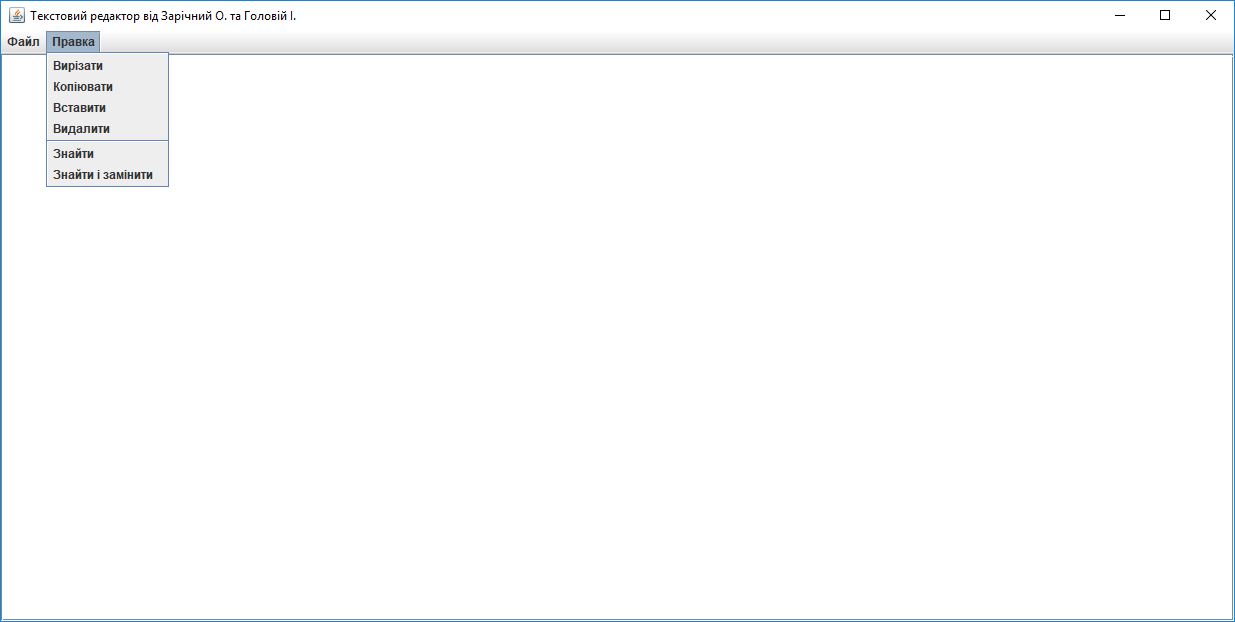 Текстовий редактор від Зарічний О. та Головій І.
Файл Правка
Вирізати
Копіювати
Вставити
Видалити
Знайти
Знайти і замінити